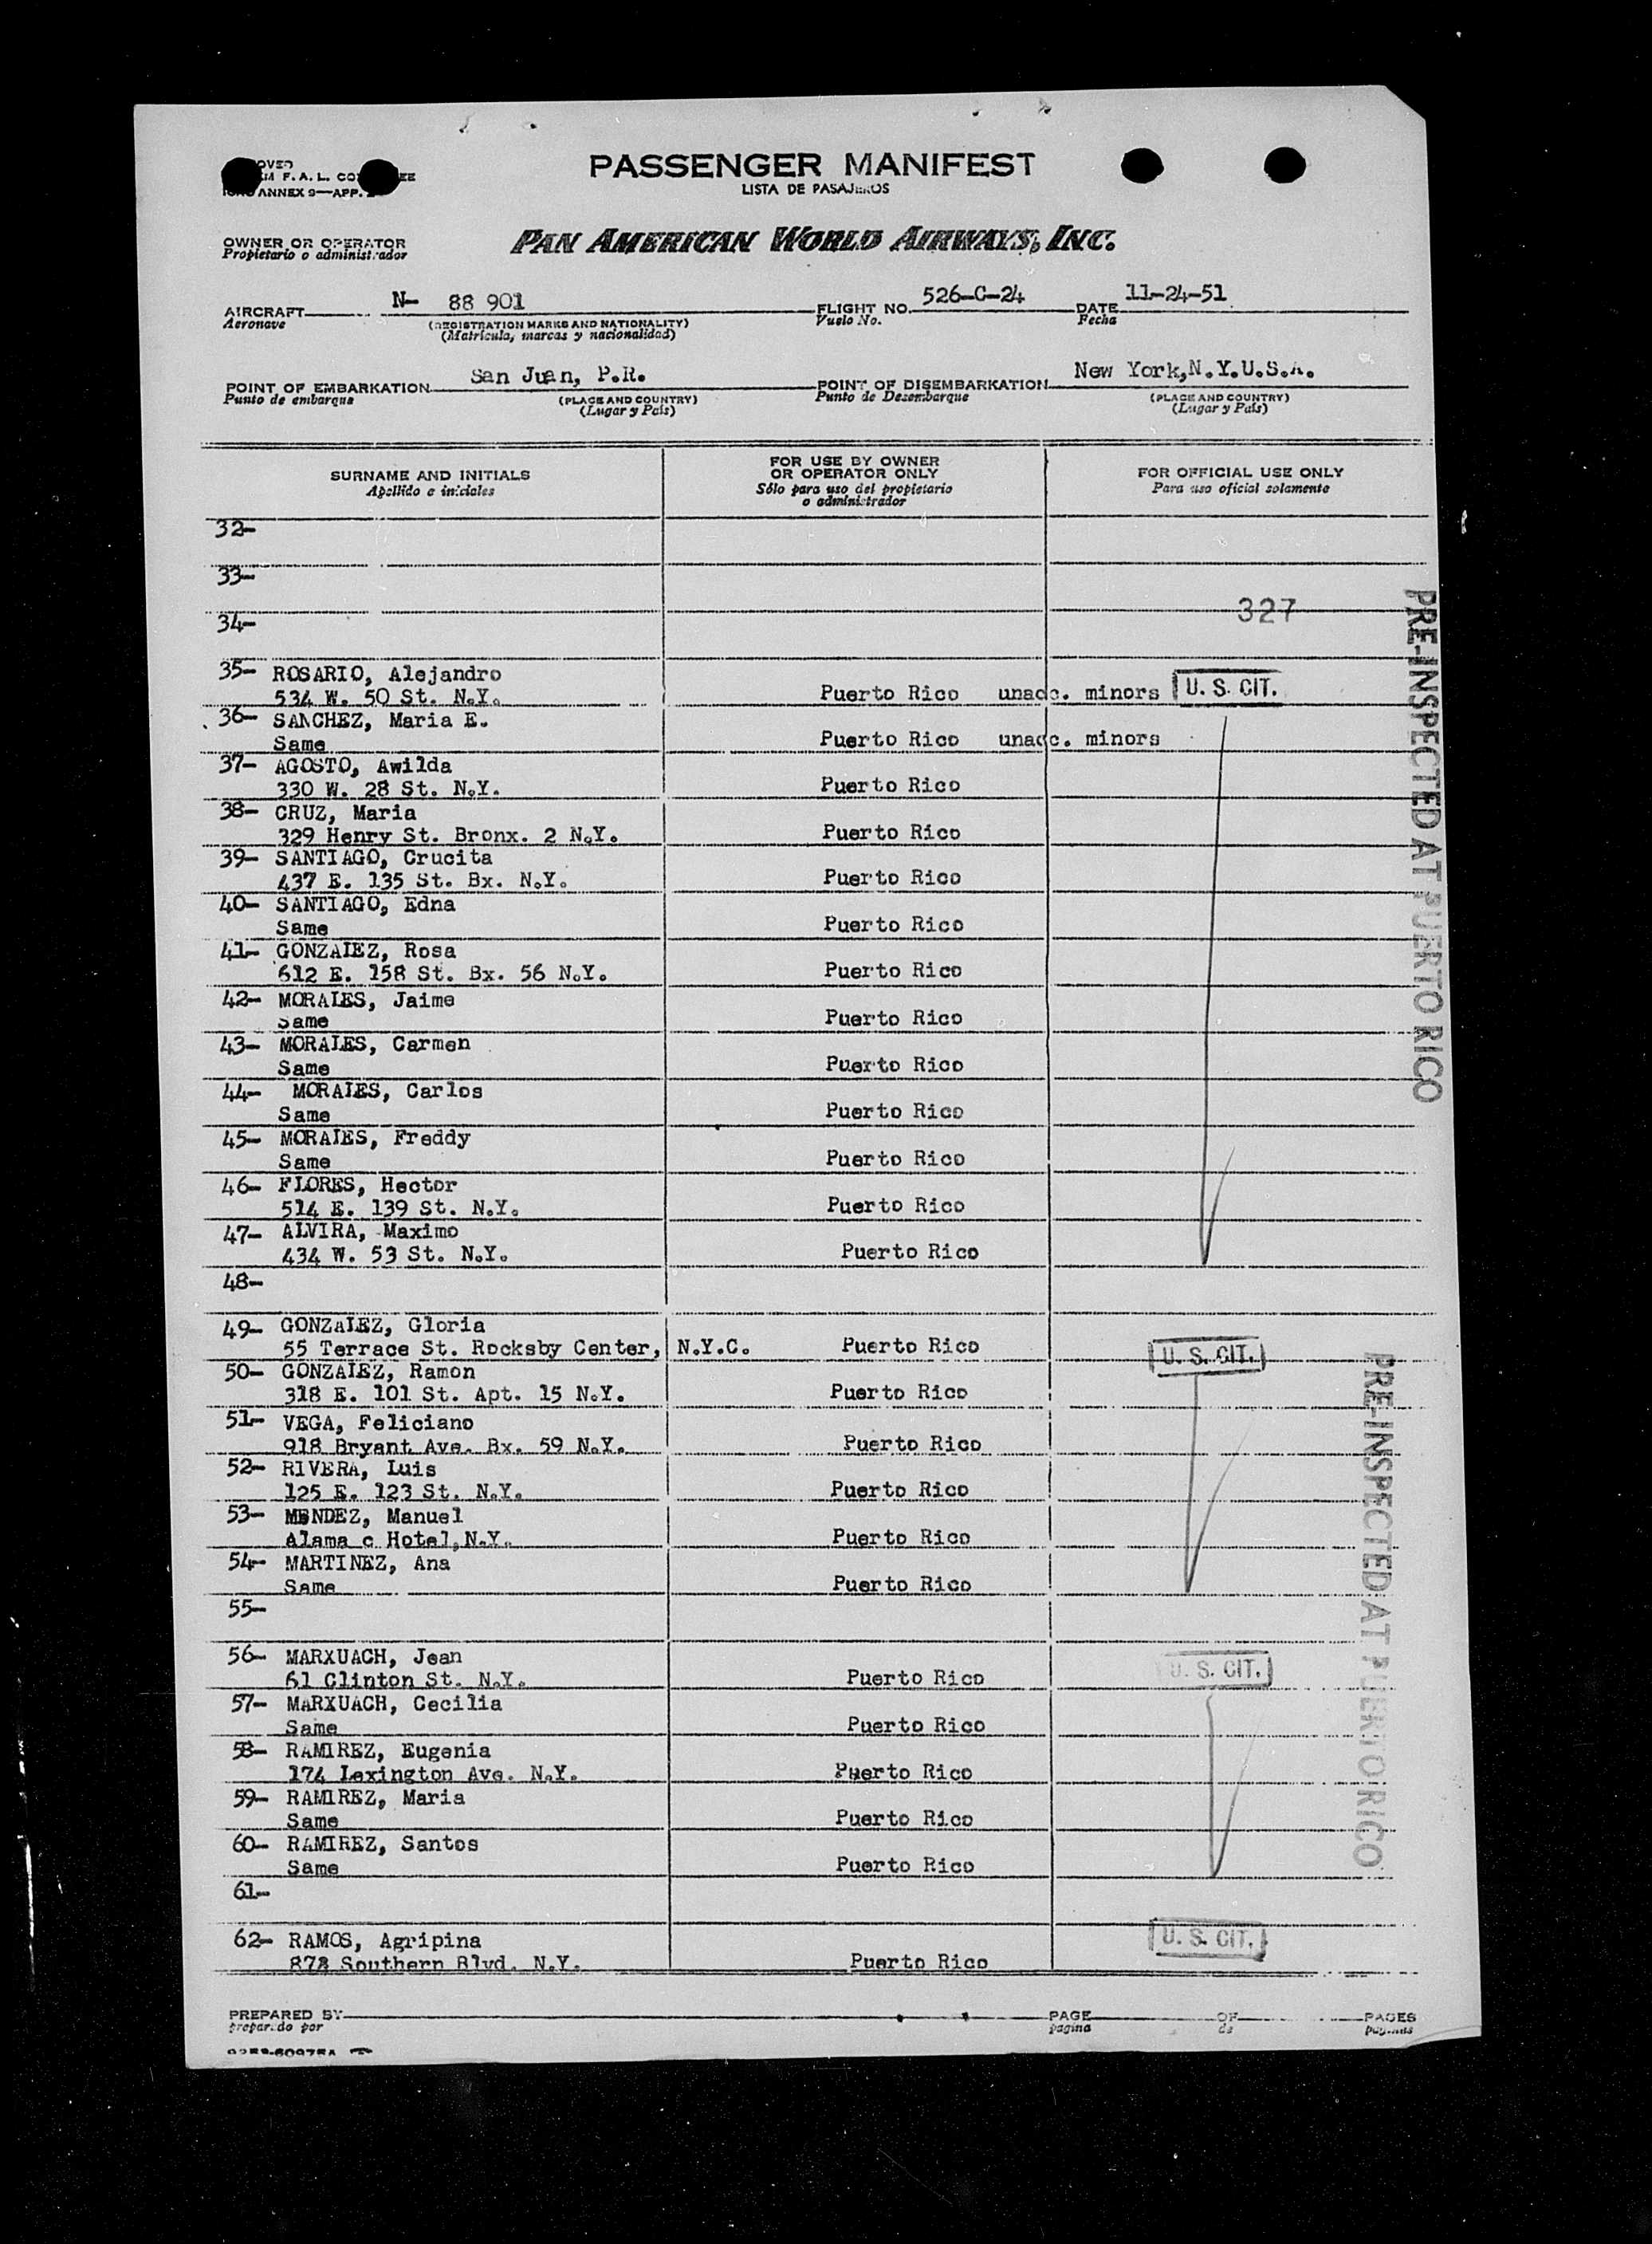 PASSENGER MANIFEST
LISTA DE PASAJEROS
F. A. L.
ANNEX 9—APP.
OWNER OR OPERATOR
Propietario o administrador
PAN AMERICAN WORLD AIRWAYS, INC.
AIRCRAFT N- 88 901 FLIGHT NO. 526-C-24 DATE 11-24-51
Aeronave (REGISTRATION MARKS AND NATIONALITY) Vuelo No. Fecha
(Matrícula, marcas y nacionalidad)
POINT OF EMBARKATION San Juan, P.R. POINT OF DISEMBARKATION New York,N.Y.U.S.A.
Punto de embarque (PLACE AND COUNTRY) Punto de Desembarque (PLACE AND COUNTRY)
(Lugar y País) (Lugar y País)
SURNAME AND INITIALS
Apellido e iniciales
FOR USE BY OWNER
OR OPERATOR ONLY
Sólo para uso del propietario
o administrador
FOR OFFICIAL USE ONLY
Para uso oficial solamente
32-
33-
327
34-
35- ROSARIO, Alejandro
534 W. 50 St. N.Y. Puerto Rico unacc. minors U. S. CIT.
36- SANCHEZ, Maria E.
Same Puerto Rico unacc. minors
37- AGOSTO, Awilda
330 W. 28 St. N.Y. Puerto Rico
38- CRUZ, Maria
329 Henry St. Bronx. 2 N.Y. Puerto Rico
39- SANTIAGO, Crucita
437 E. 135 St. Bx. N.Y. Puerto Rico
40- SANTIAGO, Edna
Same Puerto Rico
41- GONZALEZ, Rosa
612 E. 158 St. Bx. 56 N.Y. Puerto Rico
42- MORALES, Jaime
Same Puerto Rico
43- MORALES, Carmen
Same Puerto Rico
44- MORALES, Carlos
Same Puerto Rico
45- MORALES, Freddy
Same Puerto Rico
46- FLORES, Hector
514 E. 139 St. N.Y. Puerto Rico
47- ALVIRA, Maximo
434 W. 53 St. N.Y. Puerto Rico
48-
49- GONZALEZ, Gloria
55 Terrace St. Rocksby Center, N.Y.C. Puerto Rico U. S. CIT.
50- GONZALEZ, Ramon
318 E. 101 St. Apt. 15 N.Y. Puerto Rico
51- VEGA, Feliciano
918 Bryant Ave. Bx. 59 N.Y. Puerto Rico
52- RIVERA, Luis
125 E. 123 St. N.Y. Puerto Rico
53- MENDEZ, Manuel
Alama c Hotel,N.Y. Puerto Rico
54- MARTINEZ, Ana
Same Puerto Rico
55-
56- MARXUACH, Jean
61 Clinton St. N.Y. Puerto Rico U. S. CIT.
57- MARXUACH, Cecilia
Same Puerto Rico
58- RAMIREZ, Eugenia
174 Lexington Ave. N.Y. Puerto Rico
59- RAMIREZ, Maria
Same Puerto Rico
60- RAMIREZ, Santos
Same Puerto Rico
61-
62- RAMOS, Agripina U. S. CIT.
878 Southern Blvd. N.Y. Puerto Rico
PRE-INSPECTED AT PUERTO RICO
PRE-INSPECTED AT PUERTO RICO
PREPARED BY PAGE OF PAGES
preparado por pagina de paginas